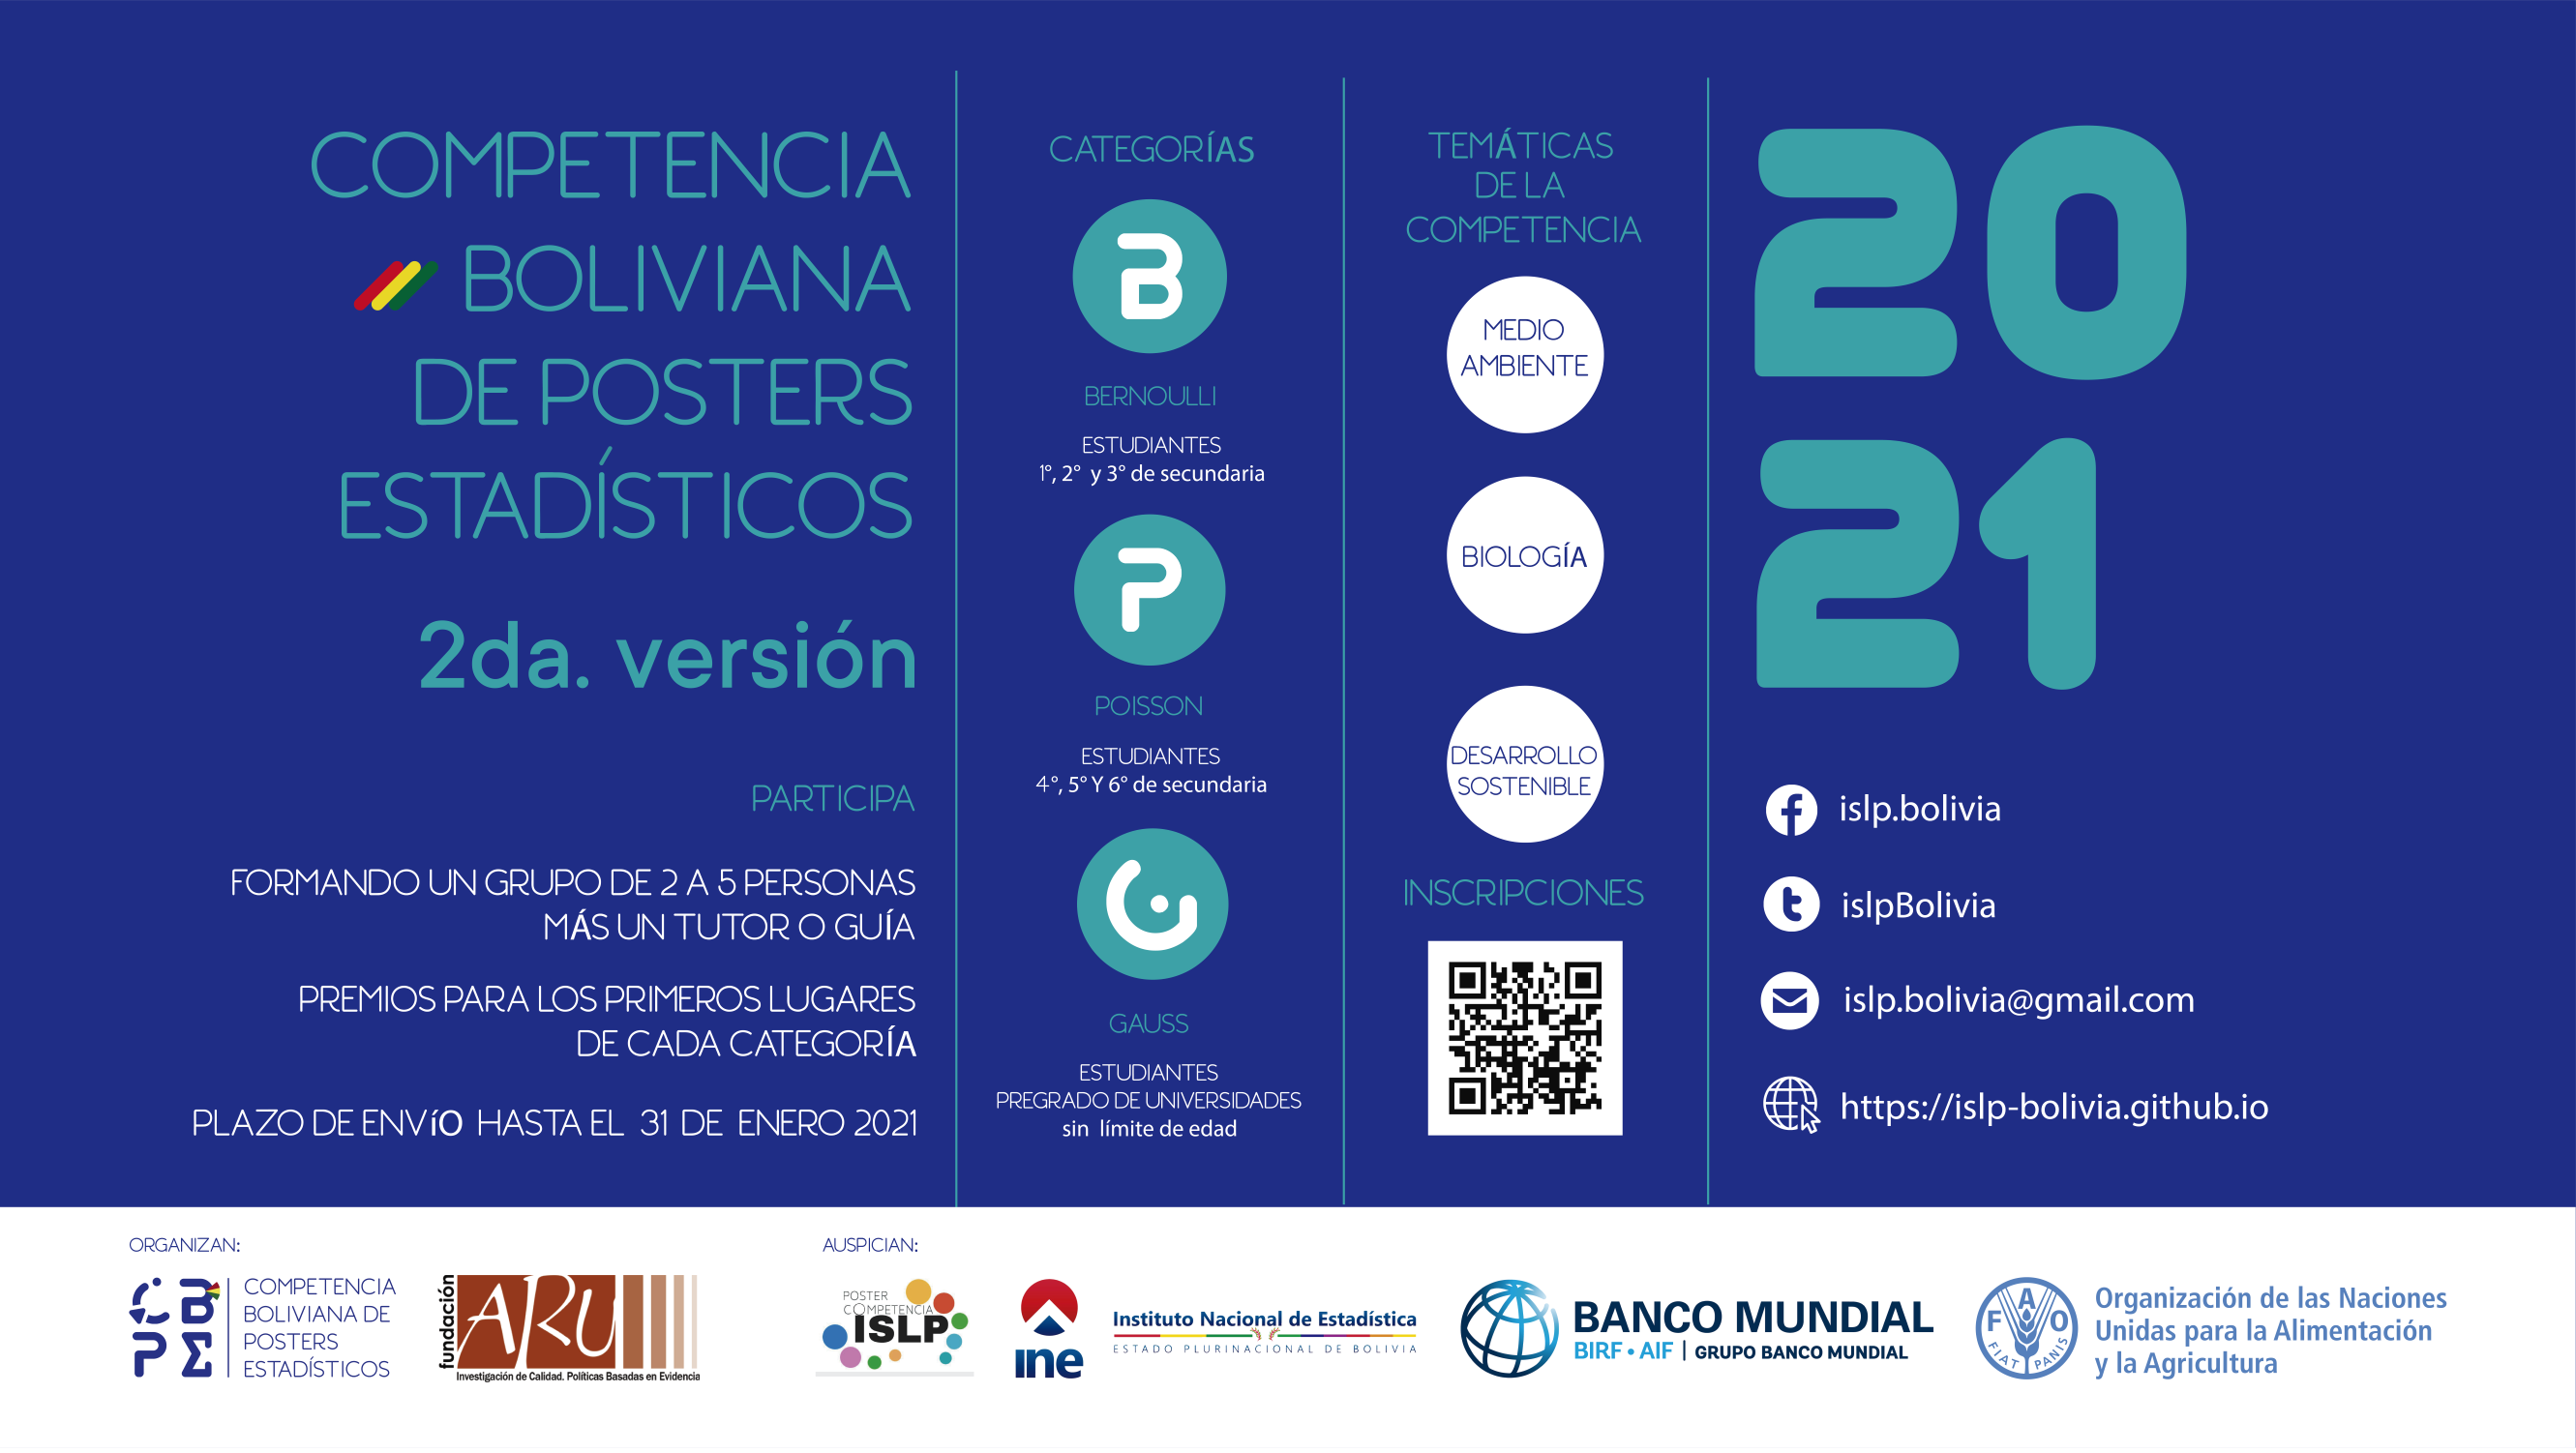 COMPETENCIA
BOLIVIANA
DE POSTERS
ESTADÍSTICOS
2da. versión
PARTICIPA
FORMANDO UN GRUPO DE 2 A 5 PERSONAS
MÁS UN TUTOR O GUÍA
PREMIOS PARA LOS PRIMEROS LUGARES
DE CADA CATEGORÍA
PLAZO DE ENVíO HASTA EL 31 DE ENERO 2021
CATEGORÍAS
B
BERNOULLI
ESTUDIANTES
1°, 2° y 3° de secundaria
P
POISSON
ESTUDIANTES
4°, 5° Y 6° de secundaria
G
GAUSS
ESTUDIANTES
PREGRADO DE UNIVERSIDADES
sin límite de edad
TEMÁTICAS
DE LA
COMPETENCIA
MEDIO
AMBIENTE
BIOLOGÍA
DESARROLLO
SOSTENIBLE
INSCRIPCIONES
20
21
islp.bolivia
islpBolivia
islp.bolivia@gmail.com
https://islp-bolivia.github.io
ORGANIZAN:
C B
P Σ
COMPETENCIA
BOLIVIANA DE
POSTERS
ESTADÍSTICOS
fundación
ARU
Investigación de Calidad. Políticas Basadas en Evidencia
AUSPICIAN:
POSTER
COMPETENCIA
ISLP
ine
Instituto Nacional de Estadística
ESTADO PLURINACIONAL DE BOLIVIA
BANCO MUNDIAL
BIRF • AIF | GRUPO BANCO MUNDIAL
F A O
FIAT PANIS
Organización de las Naciones
Unidas para la Alimentación
y la Agricultura